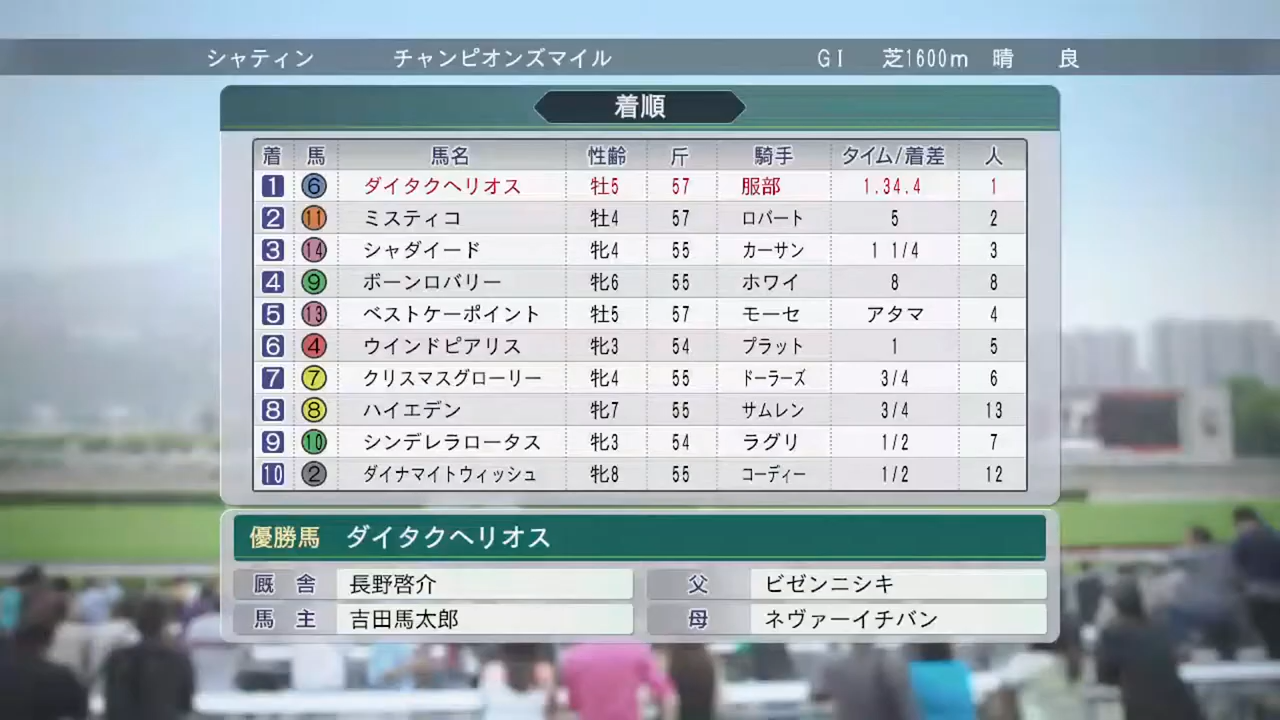 シャティン チャンピオンズマイル GⅠ 芝1600m 晴 良
着順
着 馬 馬名 性齢 斤 騎手 タイム/着差 人
1 6 ダイタクヘリオス 牡5 57 服部 1.34.4 1
2 11 ミスティコ 牡4 57 ロバート 5 2
3 14 シャダイード 牝4 55 カーサン 1 1/4 3
4 9 ボーンロバリー 牝6 55 ホワイ 8 8
5 13 ベストケーポイント 牡5 57 モーセ アタマ 4
6 4 ウインドピアリス 牝3 54 プラット 1 5
7 7 クリスマスグローリー 牝4 55 ドーラーズ 3/4 6
8 8 ハイエデン 牝7 55 サムレン 3/4 13
9 10 シンデレラロータス 牝3 54 ラグリ 1/2 7
10 2 ダイナマイトウィッシュ 牝8 55 コーディー 1/2 12
優勝馬 ダイタクヘリオス
厩舎 長野啓介 父 ビゼンニシキ
馬主 吉田馬太郎 母 ネヴァーイチバン